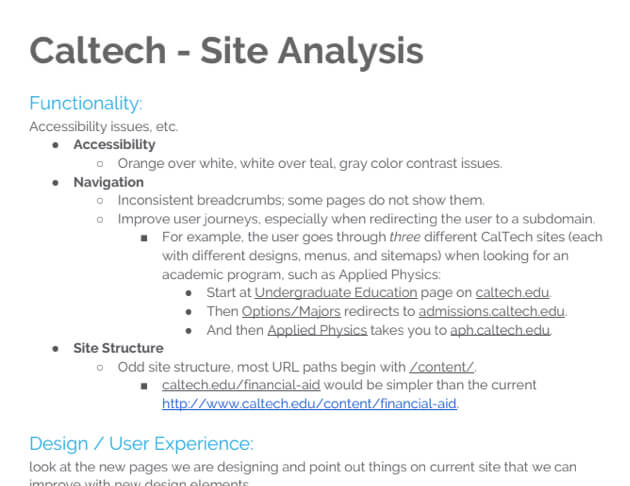 Caltech - Site Analysis
Functionality:
Accessibility issues, etc.
● Accessibility
○ Orange over white, white over teal, gray color contrast issues.
● Navigation
○ Inconsistent breadcrumbs; some pages do not show them.
○ Improve user journeys, especially when redirecting the user to a subdomain.
■ For example, the user goes through three different CalTech sites (each
with different designs, menus, and sitemaps) when looking for an
academic program, such as Applied Physics:
● Start at Undergraduate Education page on caltech.edu.
● Then Options/Majors redirects to admissions.caltech.edu.
● And then Applied Physics takes you to aph.caltech.edu.
● Site Structure
○ Odd site structure, most URL paths begin with /content/.
■ caltech.edu/financial-aid would be simpler than the current
http://www.caltech.edu/content/financial-aid.
Design / User Experience:
look at the new pages we are designing and point out things on current site that we can
improve with new design elements